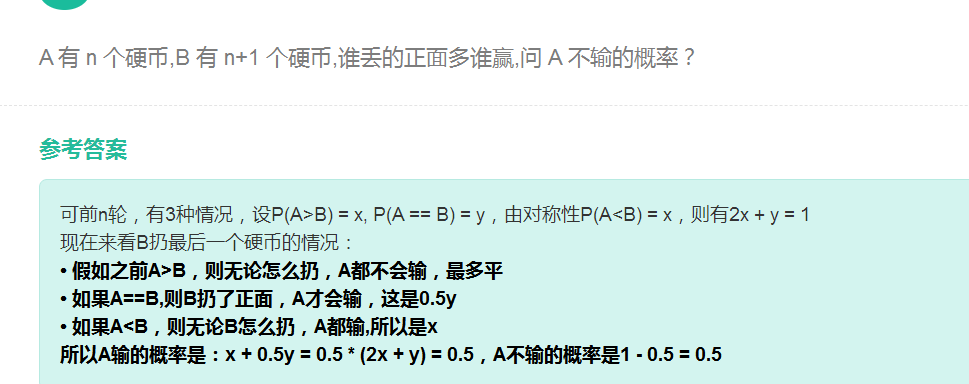 A 有 n 个硬币,B 有 n+1 个硬币,谁丢的正面多谁赢,问 A 不输的概率？
参考答案
可前n轮，有3种情况，设P(A>B) = x, P(A == B) = y，由对称性P(A<B) = x，则有2x + y = 1
现在来看B扔最后一个硬币的情况：
• 假如之前A>B，则无论怎么扔，A都不会输，最多平
• 如果A==B,则B扔了正面，A才会输，这是0.5y
• 如果A<B，则无论B怎么扔，A都输,所以是x
所以A输的概率是：x + 0.5y = 0.5 * (2x + y) = 0.5，A不输的概率是1 - 0.5 = 0.5